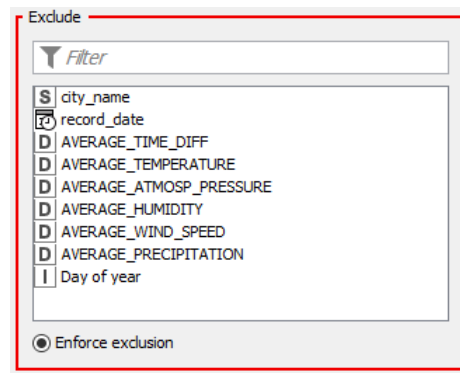 Exclude
Filter
S city_name
record_date
D AVERAGE_TIME_DIFF
D AVERAGE_TEMPERATURE
D AVERAGE_ATMOSP_PRESSURE
D AVERAGE_HUMIDITY
D AVERAGE_WIND_SPEED
D AVERAGE_PRECIPITATION
I Day of year
Enforce exclusion